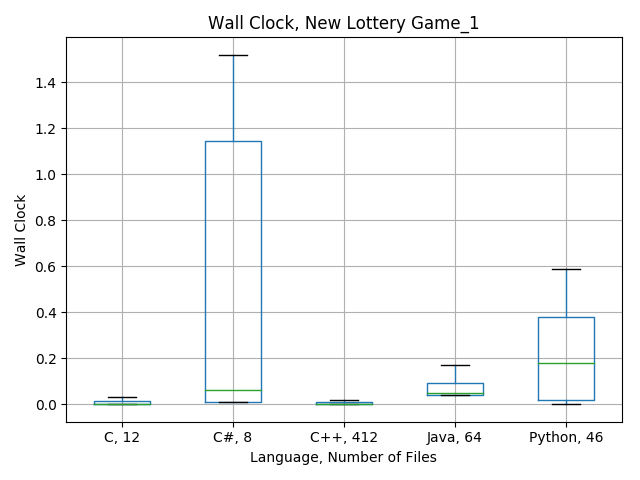 Wall Clock, New Lottery Game_1
1.4
1.2
1.0
0.8
0.6
0.4
0.2
0.0
Wall Clock
C, 12 C#, 8 C++, 412 Java, 64 Python, 46
Language, Number of Files